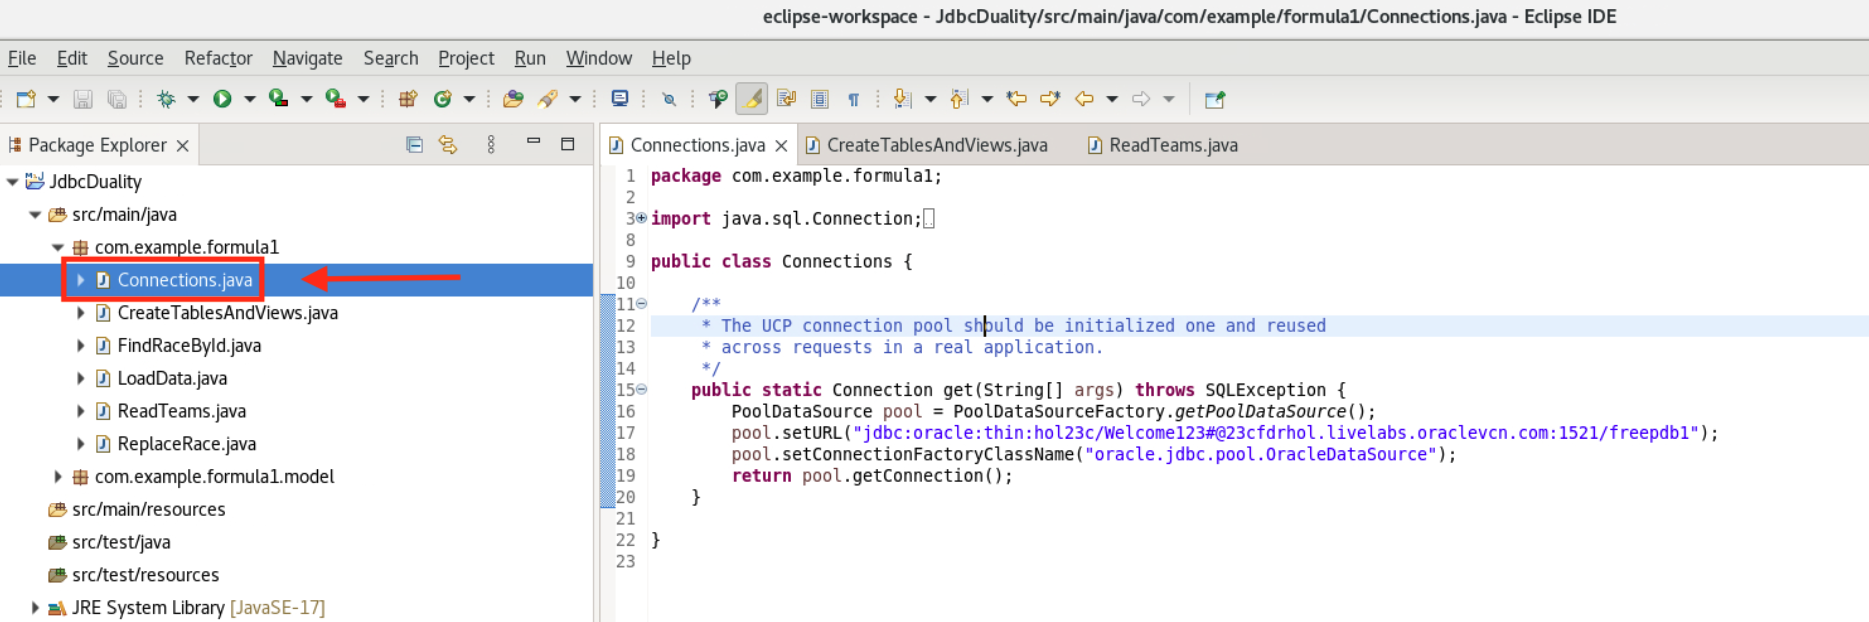 eclipse-workspace - JdbcDuality/src/main/java/com/example/formula1/Connections.java - Eclipse IDE
File Edit Source Refactor Navigate Search Project Run Window Help
Package Explorer
JdbcDuality
src/main/java
com.example.formula1
Connections.java
CreateTablesAndViews.java
FindRaceById.java
LoadData.java
ReadTeams.java
ReplaceRace.java
com.example.formula1.model
src/main/resources
src/test/java
src/test/resources
JRE System Library [JavaSE-17]
Connections.java CreateTablesAndViews.java ReadTeams.java
1 package com.example.formula1;
2
3 import java.sql.Connection;
8
9 public class Connections {
10
11 /**
12 * The UCP connection pool should be initialized one and reused
13 * across requests in a real application.
14 */
15 public static Connection get(String[] args) throws SQLException {
16 PoolDataSource pool = PoolDataSourceFactory.getPoolDataSource();
17 pool.setURL("jdbc:oracle:thin:hol23c/Welcome123#@23cfdrhol.livelabs.oraclevcn.com:1521/freepdb1");
18 pool.setConnectionFactoryClassName("oracle.jdbc.pool.OracleDataSource");
19 return pool.getConnection();
20 }
21
22 }
23